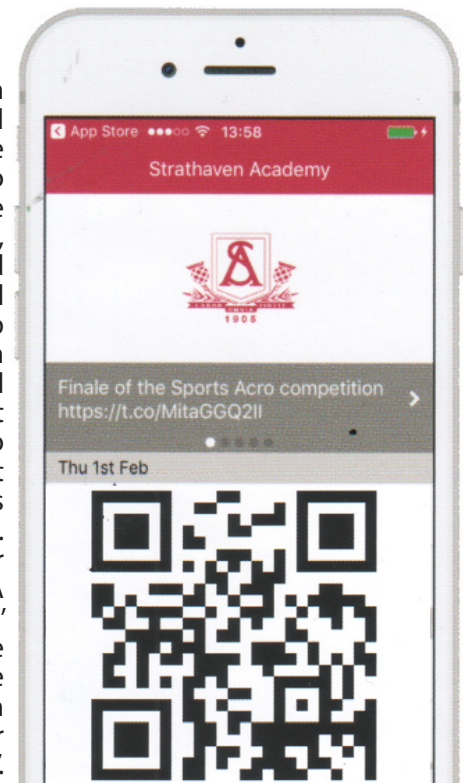 App Store 13:58
Strathaven Academy
SA
1905
Finale of the Sports Acro competition
https://t.co/MitaGGQ2II
Thu 1st Feb